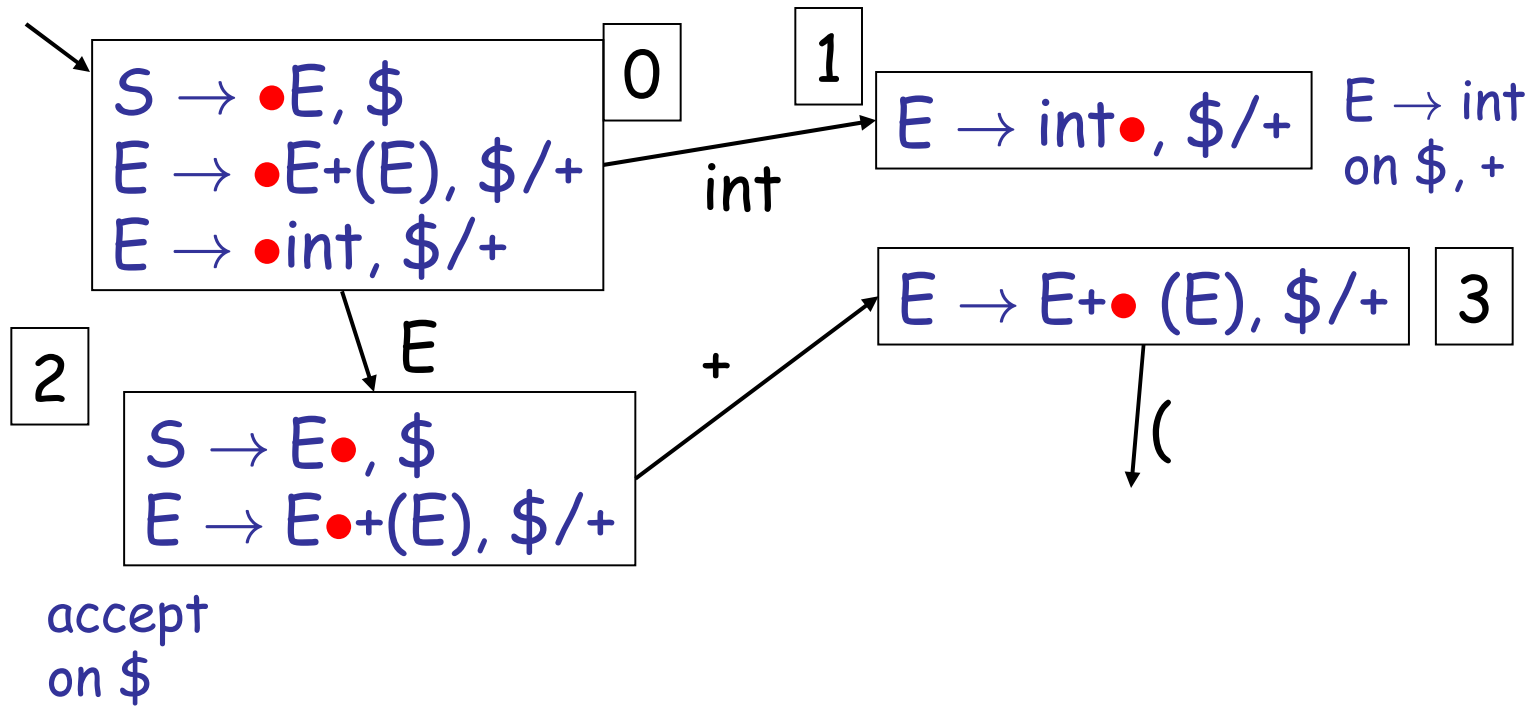 0
S → •E, $
E → •E+(E), $/+
E → •int, $/+
1
E → int•, $/+
E → int
on $, +
int
E
2
S → E•, $
E → E•+(E), $/+
accept
on $
+
E → E+• (E), $/+
3
(